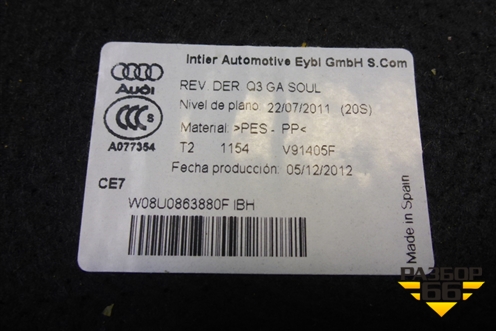 Intier Automotive Eybl GmbH S.Com
Audi
REV. DER Q3 GA SOUL
Nivel de plano: 22/07/2011 (20S)
S
Material: >PES - PP<
A077354
T2 1154 V91405F
Fecha producción: 05/12/2012
CE7
W08U0863880F IBH
Made in Spain
РАЗБОР
66